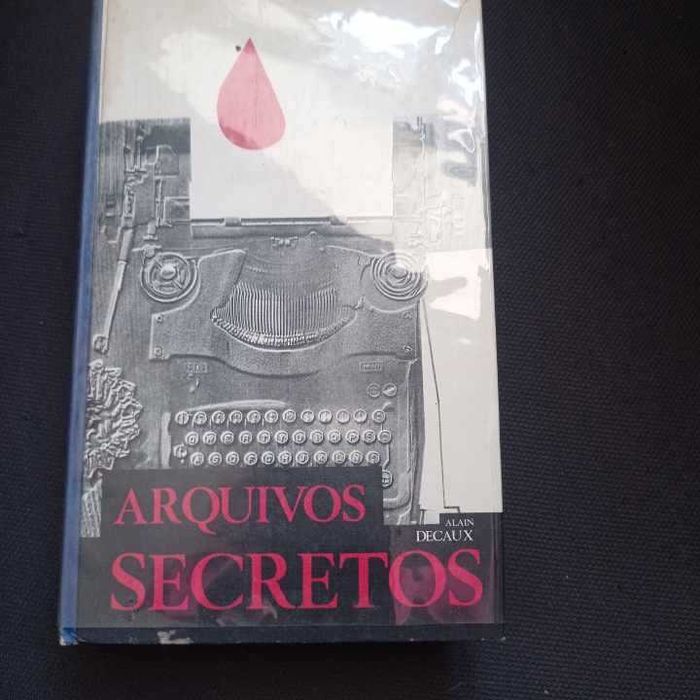 ARQUIVOS
ALAIN
DECAUX
SECRETOS